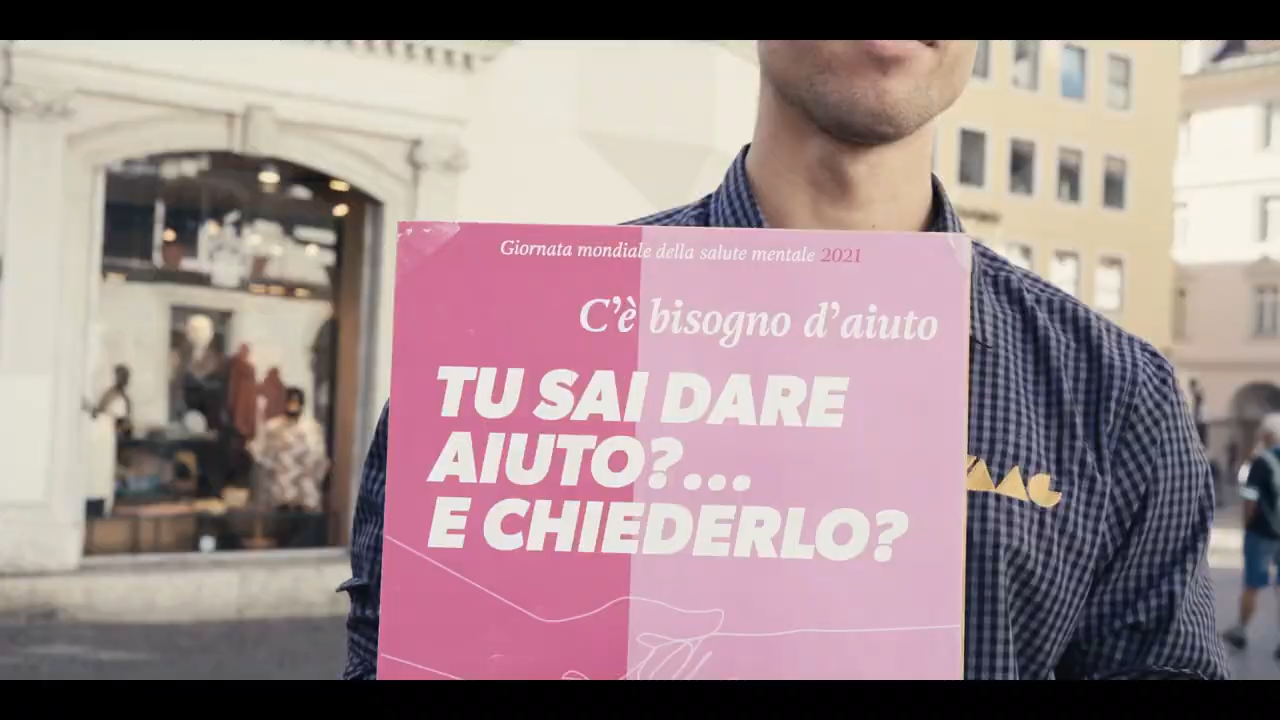 Giornata mondiale della salute mentale 2021
C'è bisogno d'aiuto
TU SAI DARE
AIUTO?...
E CHIEDERLO?